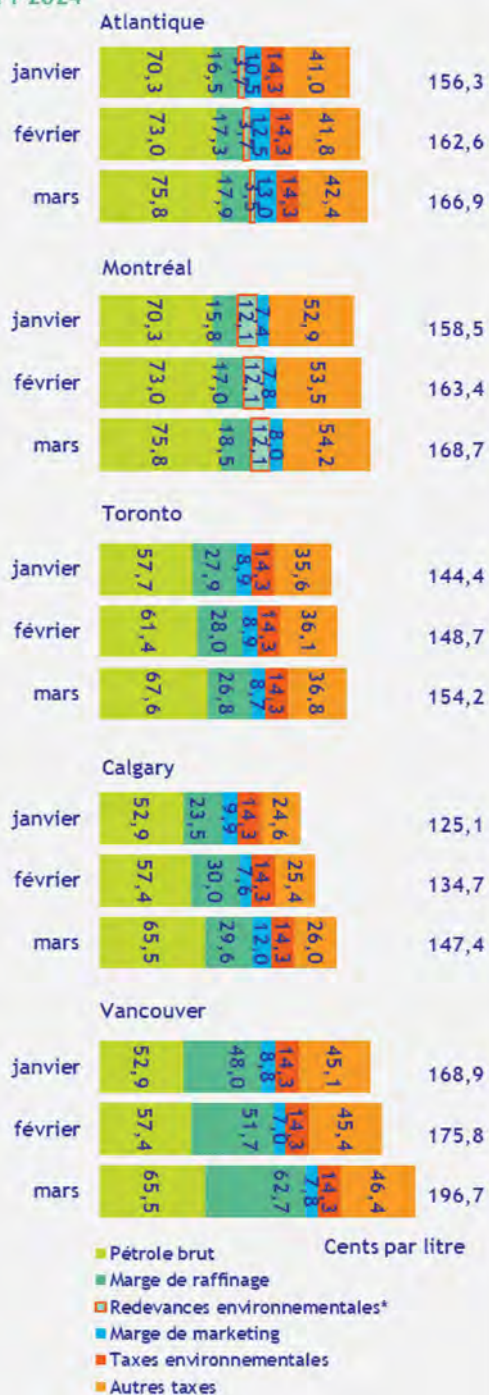 2024
Atlantique
janvier 70,3 16,5 3,7 10,5 14,3 41,0 156,3
février 73,0 17,3 3,7 12,5 14,3 41,8 162,6
mars 75,8 17,9 3,5 13,0 14,3 42,4 166,9
Montréal
janvier 70,3 15,8 12,1 7,4 52,9 158,5
février 73,0 17,0 12,1 7,8 53,5 163,4
mars 75,8 18,5 12,1 8,0 54,2 168,7
Toronto
janvier 57,7 27,9 8,9 14,3 35,6 144,4
février 61,4 28,0 8,9 14,3 36,1 148,7
mars 67,6 26,8 8,7 14,3 36,8 154,2
Calgary
janvier 52,9 23,5 9,9 14,3 24,6 125,1
février 57,4 30,0 7,6 14,3 25,4 134,7
mars 65,5 29,6 12,0 14,3 26,0 147,4
Vancouver
janvier 52,9 48,0 8,8 14,3 45,1 168,9
février 57,4 51,7 7,0 14,3 45,4 175,8
mars 65,5 62,7 7,8 14,3 46,4 196,7
Cents par litre
Pétrole brut
Marge de raffinage
Redevances environnementales*
Marge de marketing
Taxes environnementales
Autres taxes